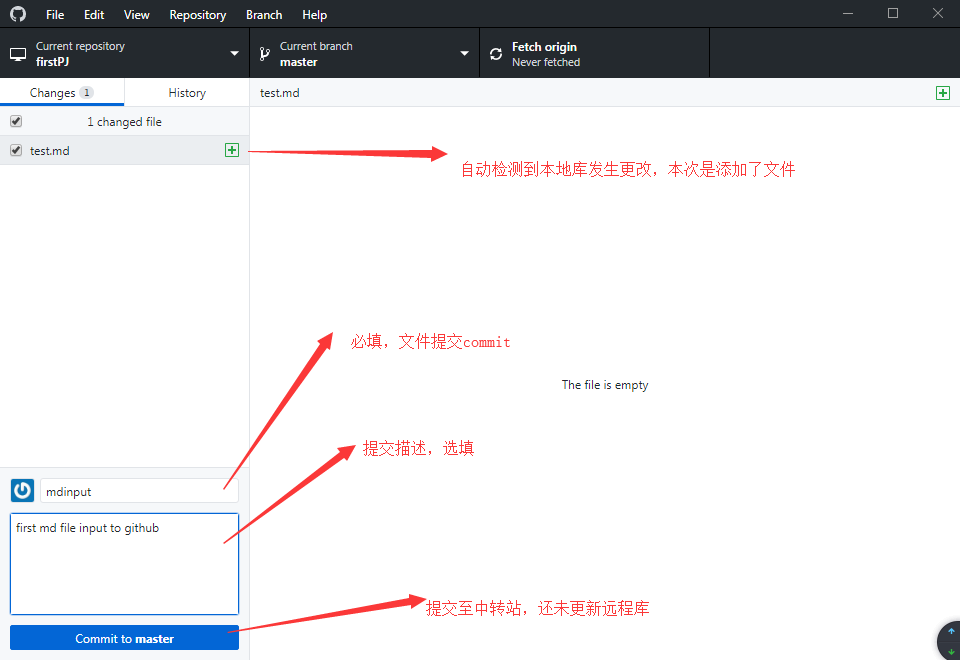 File Edit View Repository Branch Help
Current repository
firstPJ
Current branch
master
Fetch origin
Never fetched
Changes 1
History
test.md
1 changed file
test.md
自动检测到本地库发生更改，本次是添加了文件
必填，文件提交commit
The file is empty
提交描述，选填
mdinput
first md file input to github
提交至中转站，还未更新远程库
Commit to master